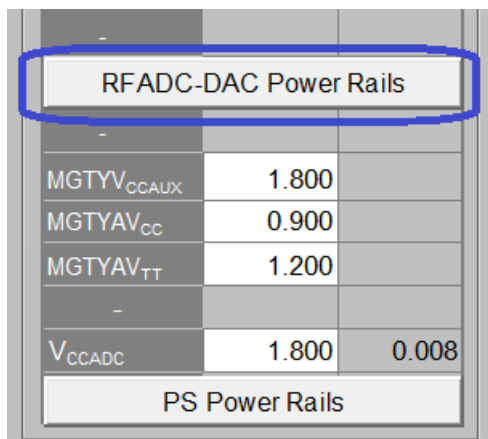 -
RFADC-DAC Power Rails
-
MGTYVCCAUX 1.800
MGTYAVCC 0.900
MGTYAVTT 1.200
-
VCCADC 1.800 0.008
PS Power Rails